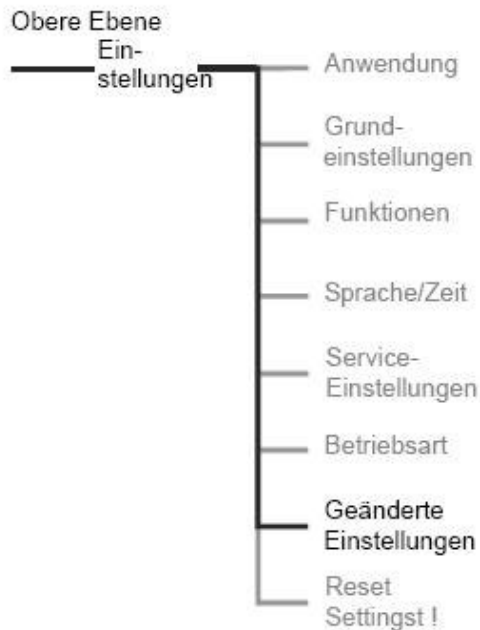 Obere Ebene
Ein-
stellungen
Anwendung
Grund-
einstellungen
Funktionen
Sprache/Zeit
Service-
Einstellungen
Betriebsart
Geänderte
Einstellungen
Reset
Settingst !